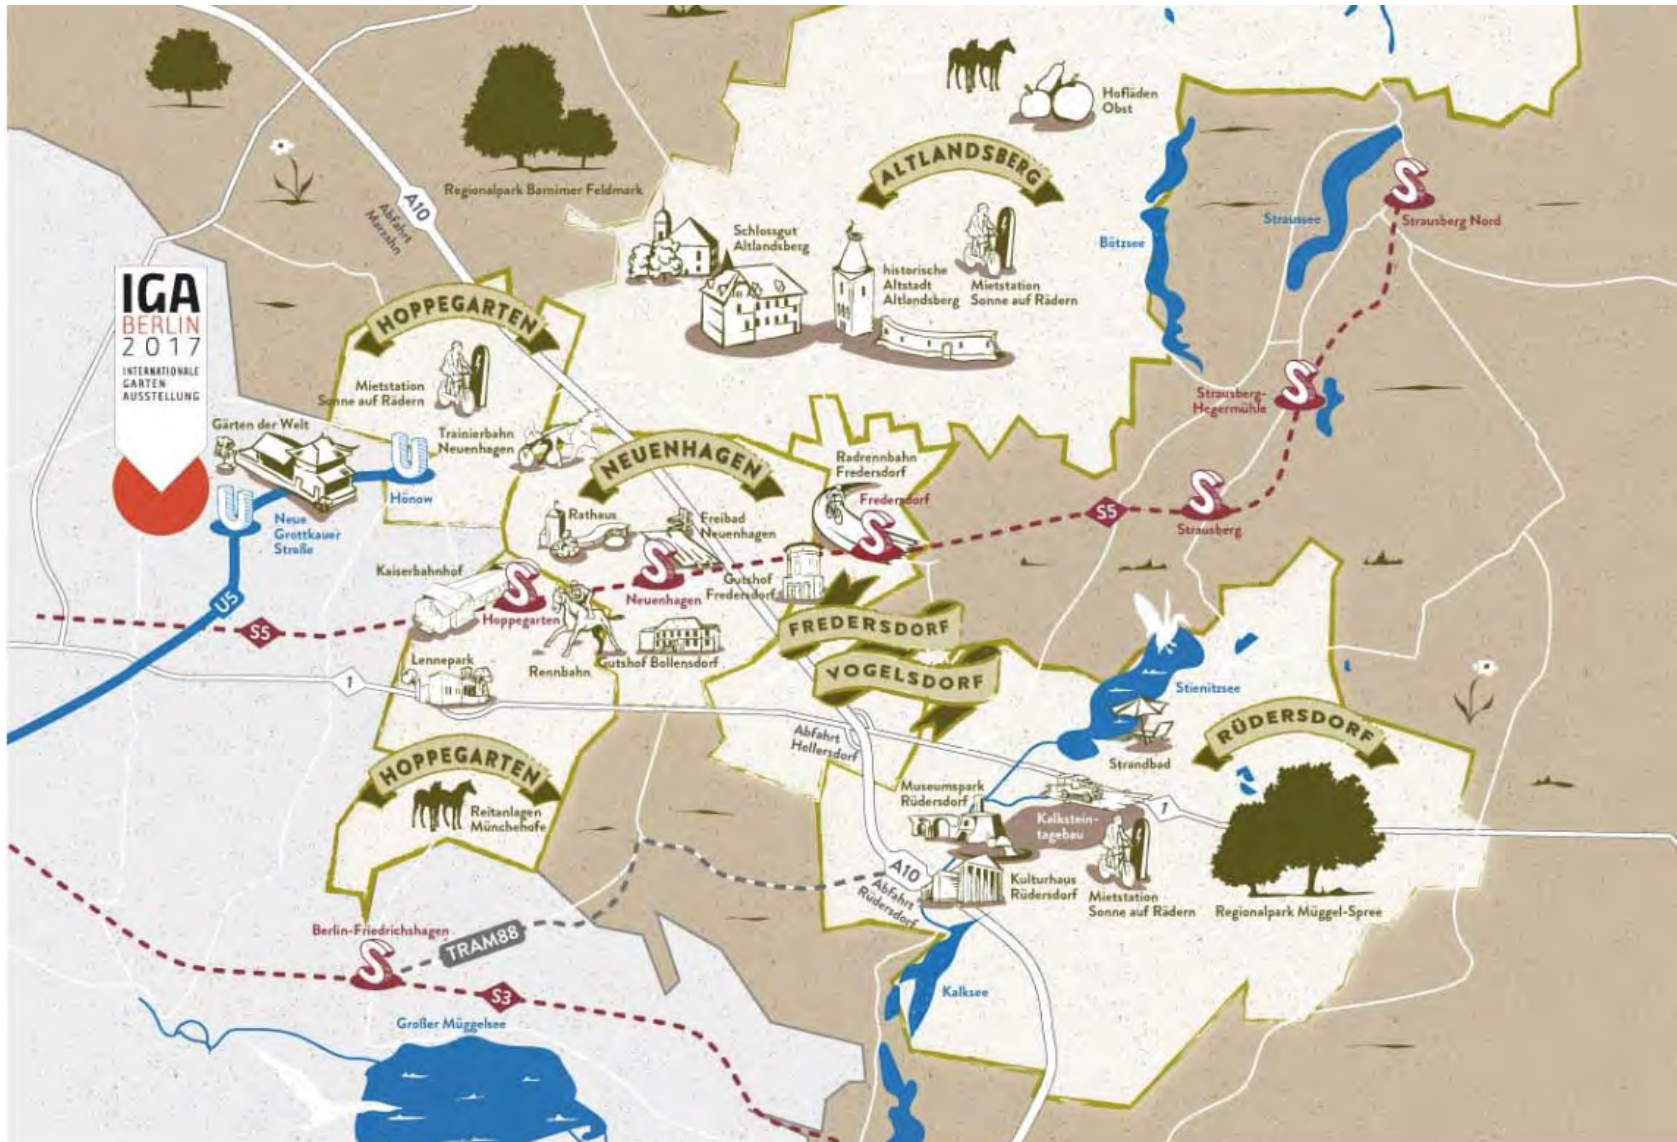 Hofläden
Obst
ALTLANDSBERG
Regionalpark Barnimer Feldmark
A10
Abfahrt
Marzahn
Straussee
Strausberg Nord
Bötzsee
Schlossgut
Altlandsberg
historische
Altstadt
Altlandsberg
Mietstation
Sonne auf Rädern
IGA
BERLIN
2017
INTERNATIONALE
GARTEN
AUSSTELLUNG
HOPPEGARTEN
Mietstation
Sonne auf Rädern
Strausberg-
Hegermühle
Gärten der Welt
U
Hönow
U
Neue
Grottkauer
Straße
Trainierbahn
Neuenhagen
NEUENHAGEN
Radrennbahn
Fredersdorf
Fredersdorf
Rathaus
Freibad
Neuenhagen
S5
Strausberg
Kaiserbahnhof
Hoppegarten
Neuenhagen
Gutshof
Fredersdorf
U5
S5
FREDERSDORF
VOGELSDORF
Lennepark
Rennbahn
Gutshof Bollensdorf
1
Stienitzsee
RÜDERSDORF
Abfahrt
Hellersdorf
Strandbad
HOPPEGARTEN
Reitanlagen
Münchehofe
Museumspark
Rüdersdorf
Kalkstein-
tagebau
1
A10
Abfahrt
Rüdersdorf
Kulturhaus
Rüdersdorf
Mietstation
Sonne auf Rädern
Regionalpark Müggel-Spree
Berlin-Friedrichshagen
TRAM88
S
S3
Kalksee
Großer Müggelsee